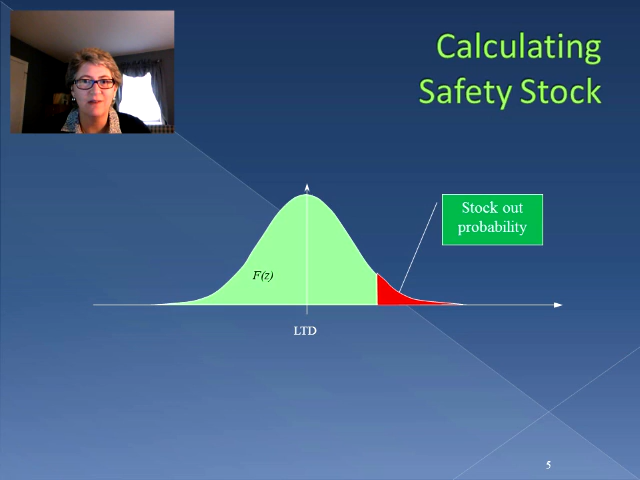 Calculating
Safety Stock
Stock out
probability
F(z)
LTD
5